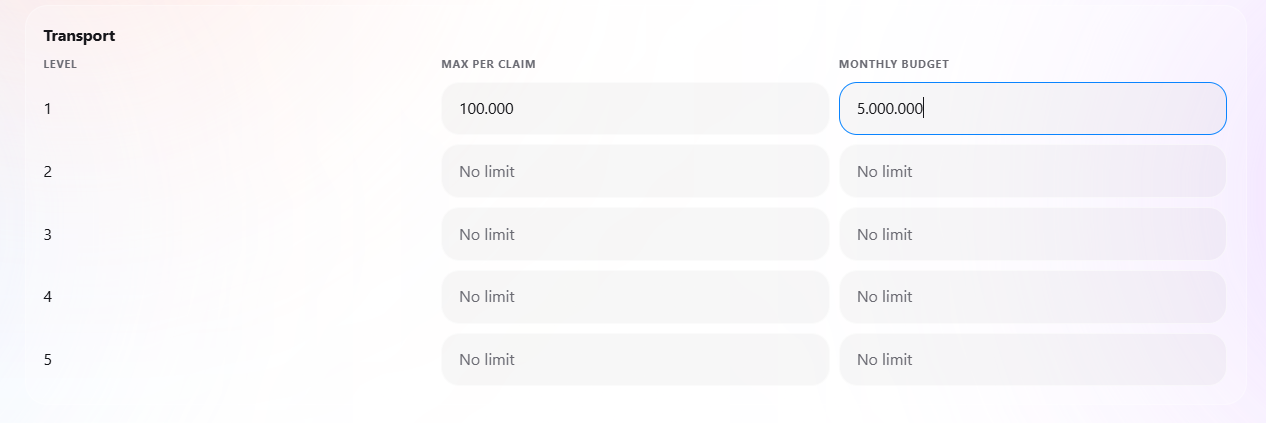 Transport
LEVEL MAX PER CLAIM MONTHLY BUDGET
1 100.000 5.000.000
2 No limit No limit
3 No limit No limit
4 No limit No limit
5 No limit No limit